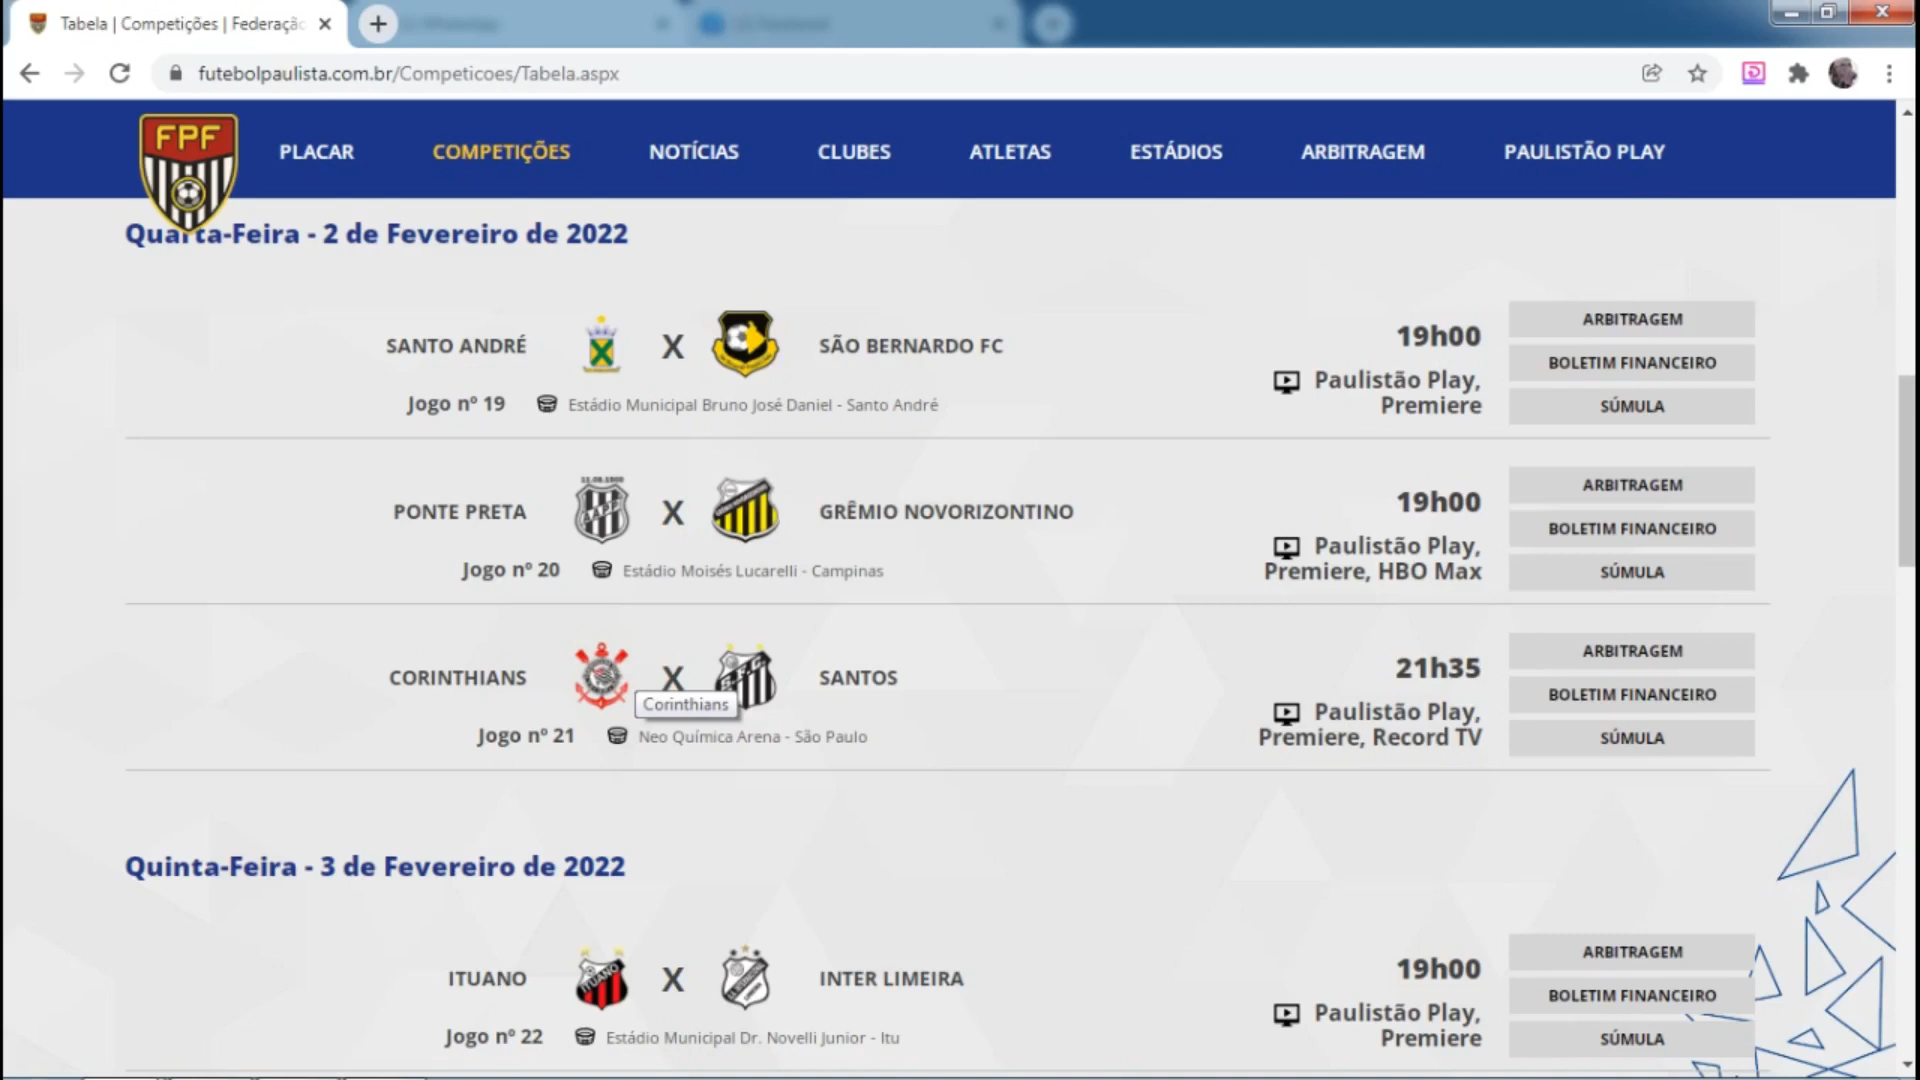 Tabela | Competições | Federação
futebolpaulista.com.br/Competicoes/Tabela.aspx
FPF
PLACAR
COMPETIÇÕES
NOTÍCIAS
CLUBES
ATLETAS
ESTÁDIOS
ARBITRAGEM
PAULISTÃO PLAY
Quarta-Feira - 2 de Fevereiro de 2022
SANTO ANDRÉ X SÃO BERNARDO FC
Jogo nº 19 Estádio Municipal Bruno José Daniel - Santo André
19h00
Paulistão Play,
Premiere
ARBITRAGEM
BOLETIM FINANCEIRO
SÚMULA
PONTE PRETA X GRÊMIO NOVORIZONTINO
Jogo nº 20 Estádio Moisés Lucarelli - Campinas
19h00
Paulistão Play,
Premiere, HBO Max
ARBITRAGEM
BOLETIM FINANCEIRO
SÚMULA
CORINTHIANS X SANTOS
Corinthians
Jogo nº 21 Neo Química Arena - São Paulo
21h35
Paulistão Play,
Premiere, Record TV
ARBITRAGEM
BOLETIM FINANCEIRO
SÚMULA
Quinta-Feira - 3 de Fevereiro de 2022
ITUANO X INTER LIMEIRA
Jogo nº 22 Estádio Municipal Dr. Novelli Junior - Itu
19h00
Paulistão Play,
Premiere
ARBITRAGEM
BOLETIM FINANCEIRO
SÚMULA